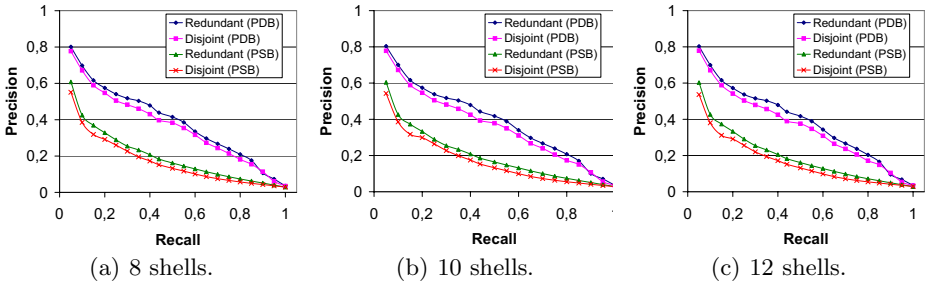 1
0,8
0,6
0,4
0,2
0
Precision
Redundant (PDB)
Disjoint (PDB)
Redundant (PSB)
Disjoint (PSB)
0 0,2 0,4 0,6 0,8 1
Recall
(a) 8 shells.
1
0,8
0,6
0,4
0,2
0
Precision
Redundant (PDB)
Disjoint (PDB)
Redundant (PSB)
Disjoint (PSB)
0 0,2 0,4 0,6 0,8 1
Recall
(b) 10 shells.
1
0,8
0,6
0,4
0,2
0
Precision
Redundant (PDB)
Disjoint (PDB)
Redundant (PSB)
Disjoint (PSB)
0 0,2 0,4 0,6 0,8 1
Recall
(c) 12 shells.